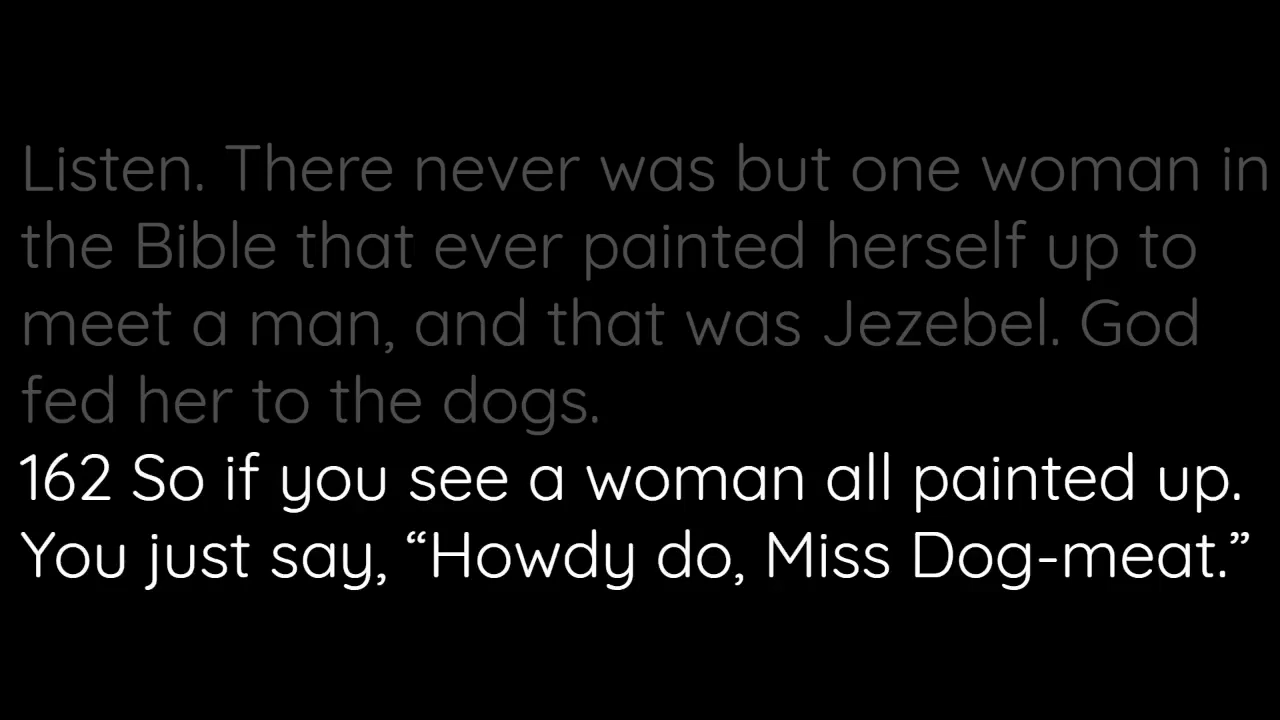 Listen. There never was but one woman in
the Bible that ever painted herself up to
meet a man, and that was Jezebel. God
fed her to the dogs.
162 So if you see a woman all painted up.
You just say, “Howdy do, Miss Dog-meat.”